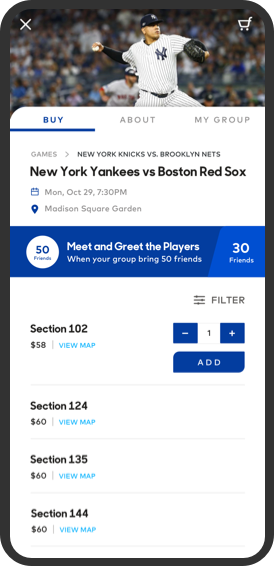 BUY ABOUT MY GROUP
GAMES > NEW YORK KNICKS VS. BROOKLYN NETS
New York Yankees vs Boston Red Sox
Mon, Oct 29, 7:30PM
Madison Square Garden
50 Friends
Meet and Greet the Players
When your group bring 50 friends
30 Friends
FILTER
Section 102
$58 | VIEW MAP
− 1 +
ADD
Section 124
$60 | VIEW MAP
Section 135
$60 | VIEW MAP
Section 144
$60 | VIEW MAP